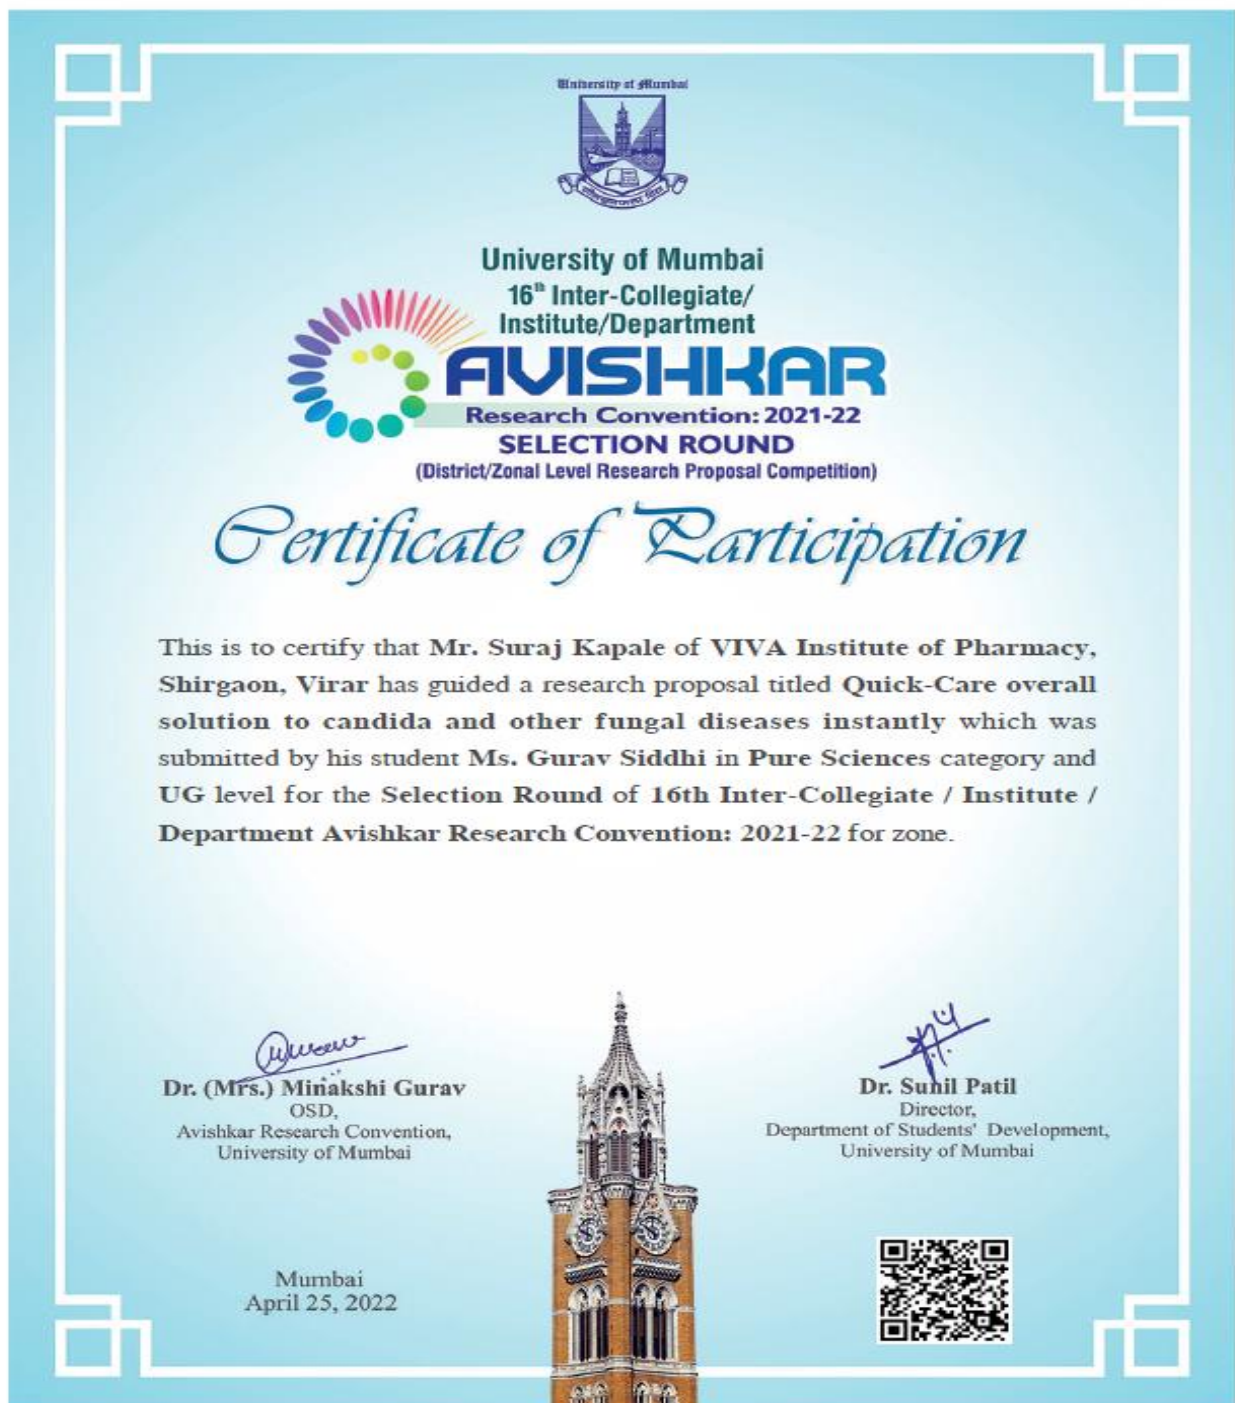 University of Mumbai
University of Mumbai
16th Inter-Collegiate/
Institute/Department
AVISHKAR
Research Convention: 2021-22
SELECTION ROUND
(District/Zonal Level Research Proposal Competition)
Certificate of Participation
This is to certify that Mr. Suraj Kapale of VIVA Institute of Pharmacy,
Shirgaon, Virar has guided a research proposal titled Quick-Care overall
solution to candida and other fungal diseases instantly which was
submitted by his student Ms. Gurav Siddhi in Pure Sciences category and
UG level for the Selection Round of 16th Inter-Collegiate / Institute /
Department Avishkar Research Convention: 2021-22 for zone.
Dr. (Mrs.) Minakshi Gurav
OSD,
Avishkar Research Convention,
University of Mumbai
Dr. Sunil Patil
Director,
Department of Students' Development,
University of Mumbai
Mumbai
April 25, 2022